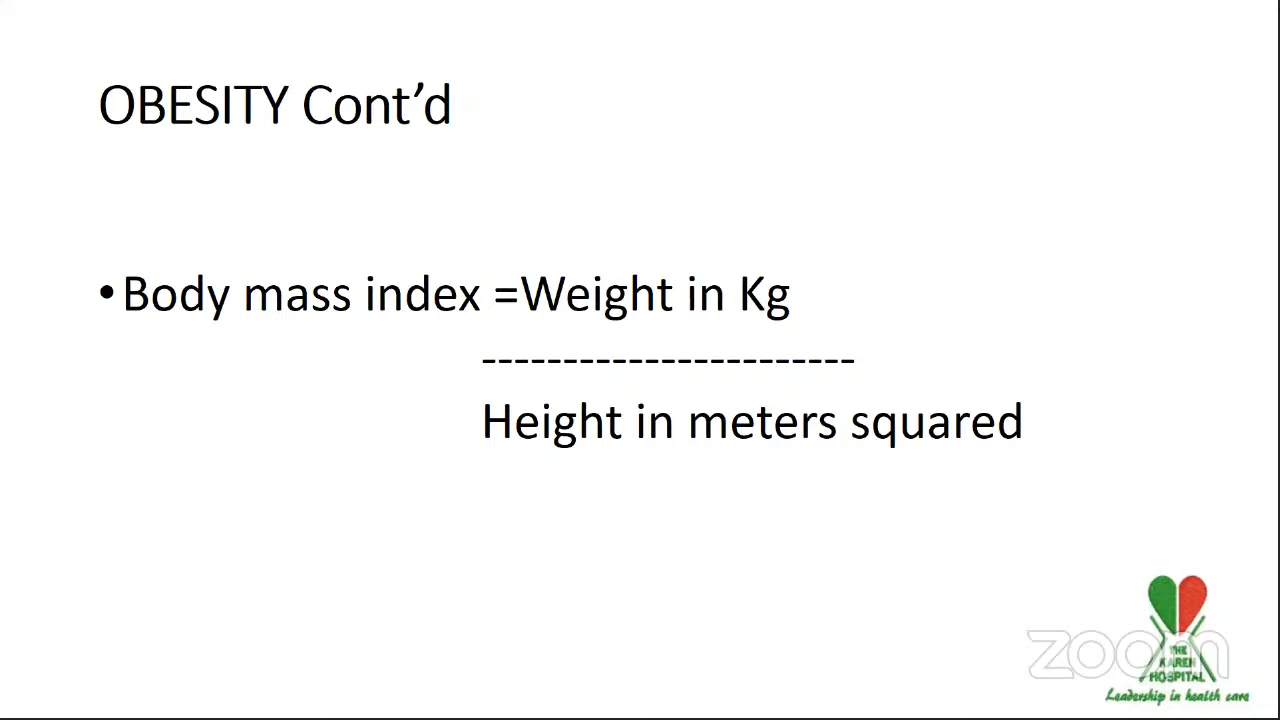 OBESITY Cont’d
•Body mass index =Weight in Kg
-----------------------
Height in meters squared
zoom
THE
KAREN
HOSPITAL
Leadership in health care